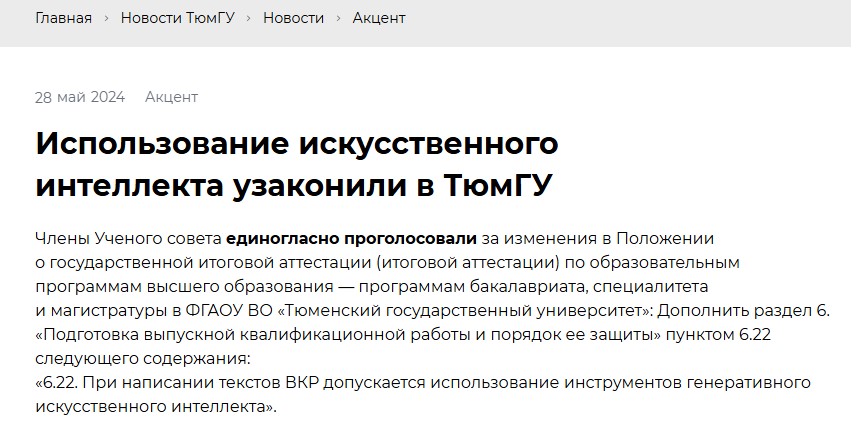 Главная › Новости ТюмГУ › Новости › Акцент
28 май 2024 Акцент
Использование искусственного
интеллекта узаконили в ТюмГУ
Члены Ученого совета единогласно проголосовали за изменения в Положении
о государственной итоговой аттестации (итоговой аттестации) по образовательным
программам высшего образования — программам бакалавриата, специалитета
и магистратуры в ФГАОУ ВО «Тюменский государственный университет»: Дополнить раздел 6.
«Подготовка выпускной квалификационной работы и порядок ее защиты» пунктом 6.22
следующего содержания:
«6.22. При написании текстов ВКР допускается использование инструментов генеративного
искусственного интеллекта».